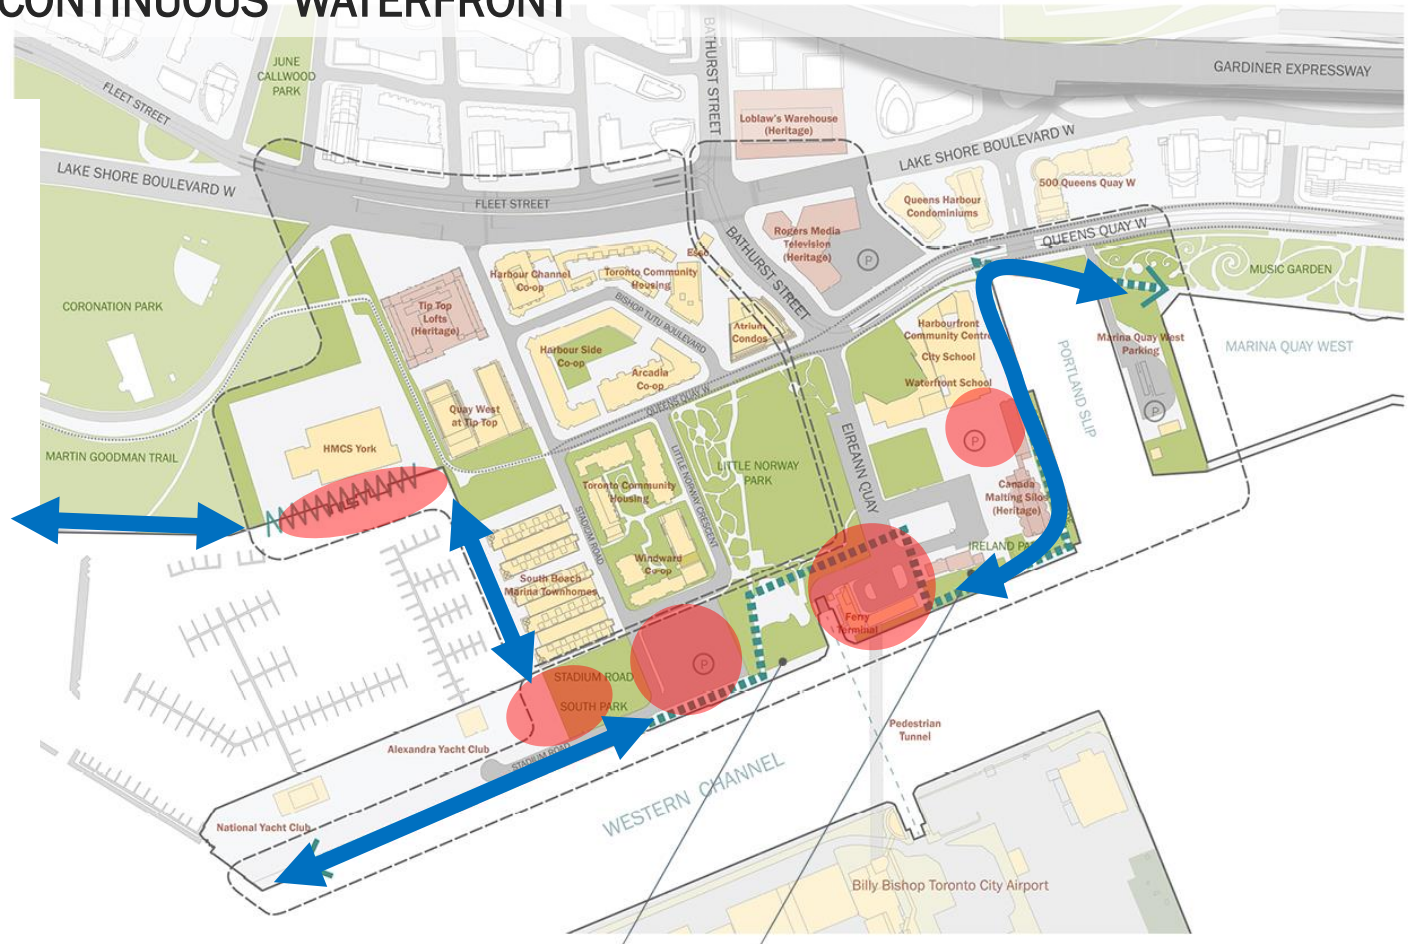 CONTINUOUS WATERFRONT
JUNE
CALLWOOD
PARK
FLEET STREET
BATHURST STREET
GARDINER EXPRESSWAY
Loblaw's Warehouse
(Heritage)
LAKE SHORE BOULEVARD W
LAKE SHORE BOULEVARD W
FLEET STREET
500 Queens Quay W
Queens Harbour
Condominiums
QUEENS QUAY W
BATHURST STREET
Rogers Media
Television
(Heritage)
P
Esso
MUSIC GARDEN
Harbour Channel
Co-op
Toronto Community
Housing
BISHOP TUTU BOULEVARD
CORONATION PARK
Tip Top
Lofts
(Heritage)
Atrium
Condos
Harbourfront
Community Centre
City School
Waterfront School
Marina Quay West
Parking
P
MARINA QUAY WEST
PORTLAND SLIP
Harbour Side
Co-op
Arcadia
Co-op
QUEENS QUAY W
Quay West
at Tip Top
HMCS York
MARTIN GOODMAN TRAIL
LITTLE NORWAY
PARK
LITTLE NORWAY CRESCENT
EIREANN QUAY
P
Toronto Community
Housing
Canada
Malting Silos
(Heritage)
STADIUM ROAD
Windward
Co-op
IRELAND PARK
South Beach
Marina Townhomes
Ferry
Terminal
STADIUM ROAD
SOUTH PARK
P
Alexandra Yacht Club
STADIUM ROAD
Pedestrian
Tunnel
WESTERN CHANNEL
National Yacht Club
Billy Bishop Toronto City Airport